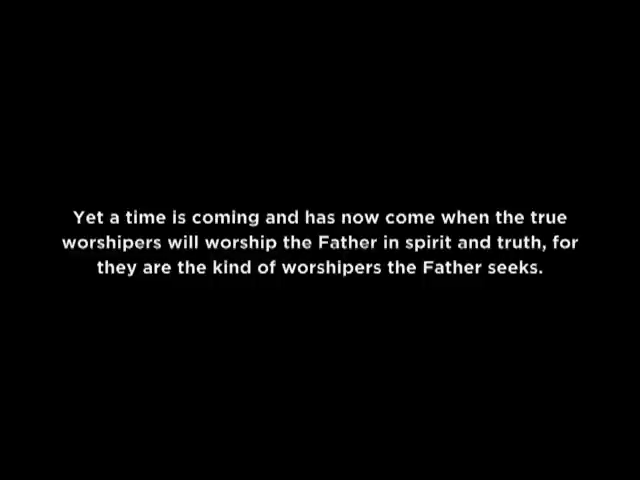 Yet a time is coming and has now come when the true
worshipers will worship the Father in spirit and truth, for
they are the kind of worshipers the Father seeks.